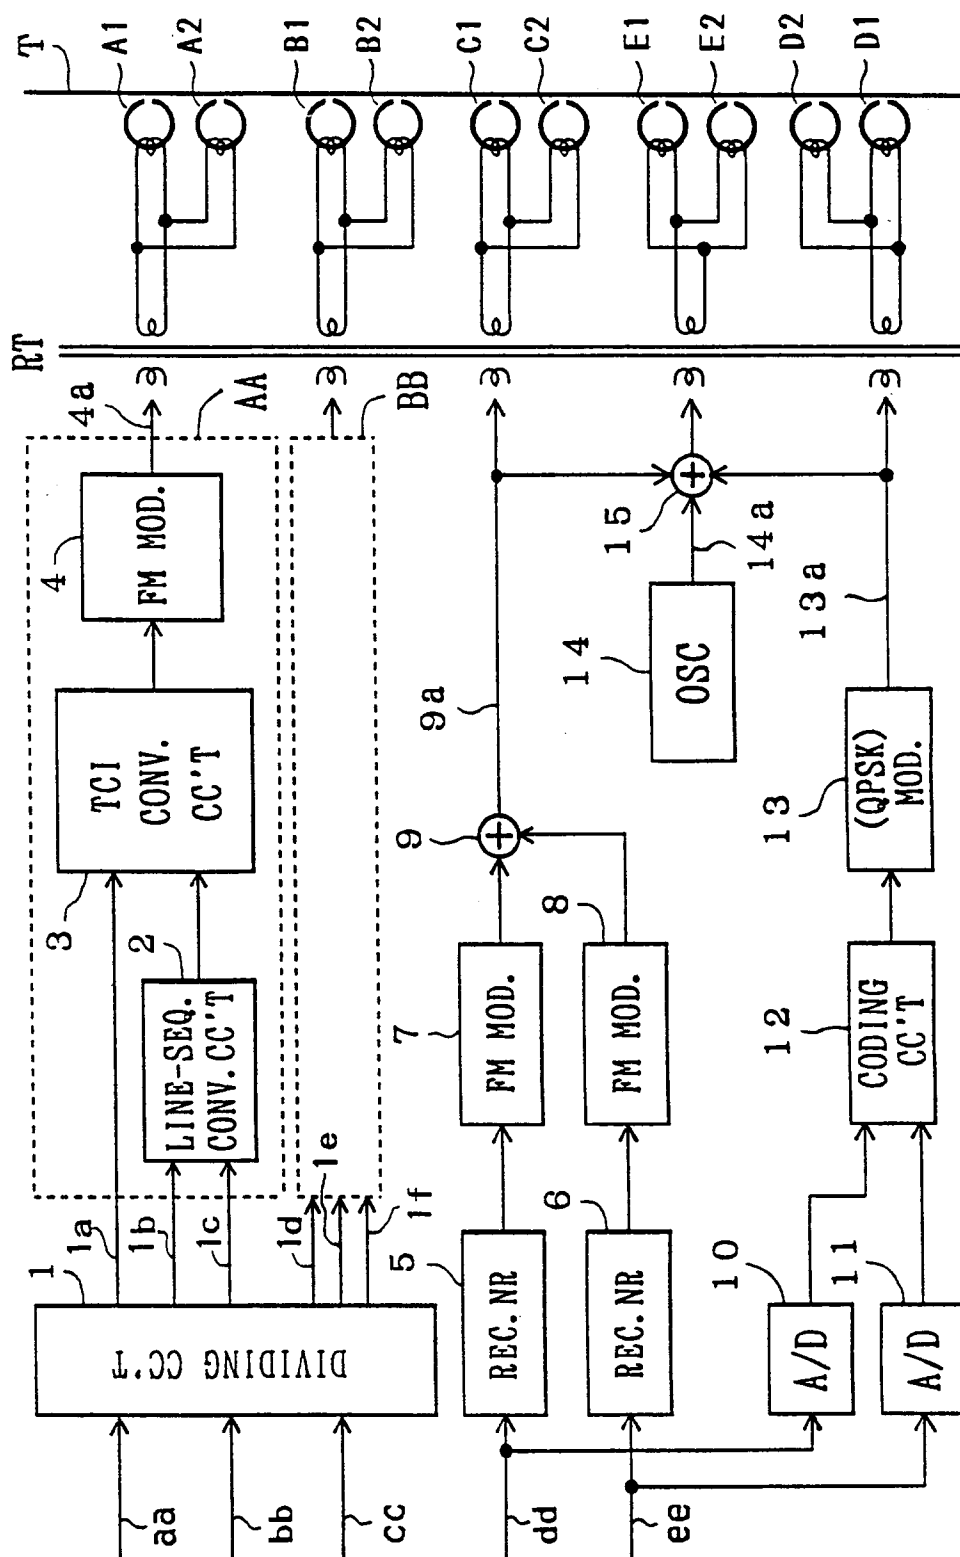 aa
bb
cc
dd
ee
1
DIVIDING CC'T
1a
1b
1c
1d
1e
1f
2
LINE-SEQ.
CONV. CC'T
3
TCI
CONV.
CC'T
4
FM MOD.
4a
AA
BB
RT
5
REC. NR
6
REC. NR
7
FM MOD.
8
FM MOD.
9
9a
10
A/D
11
A/D
12
CODING
CC'T
13
(QPSK)
MOD.
13a
14
OSC
14a
15
T
A1
A2
B1
B2
C1
C2
E1
E2
D2
D1